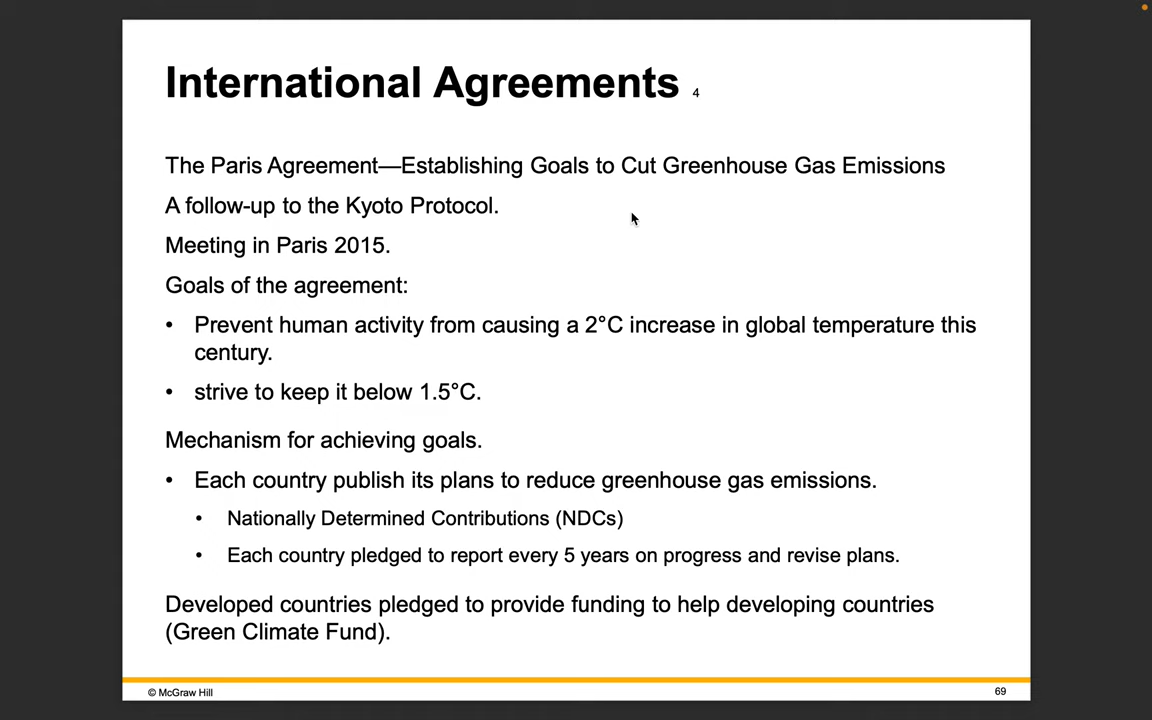 International Agreements 4
The Paris Agreement—Establishing Goals to Cut Greenhouse Gas Emissions
A follow-up to the Kyoto Protocol.
Meeting in Paris 2015.
Goals of the agreement:
• Prevent human activity from causing a 2°C increase in global temperature this
century.
• strive to keep it below 1.5°C.
Mechanism for achieving goals.
• Each country publish its plans to reduce greenhouse gas emissions.
• Nationally Determined Contributions (NDCs)
• Each country pledged to report every 5 years on progress and revise plans.
Developed countries pledged to provide funding to help developing countries
(Green Climate Fund).
© McGraw Hill
69